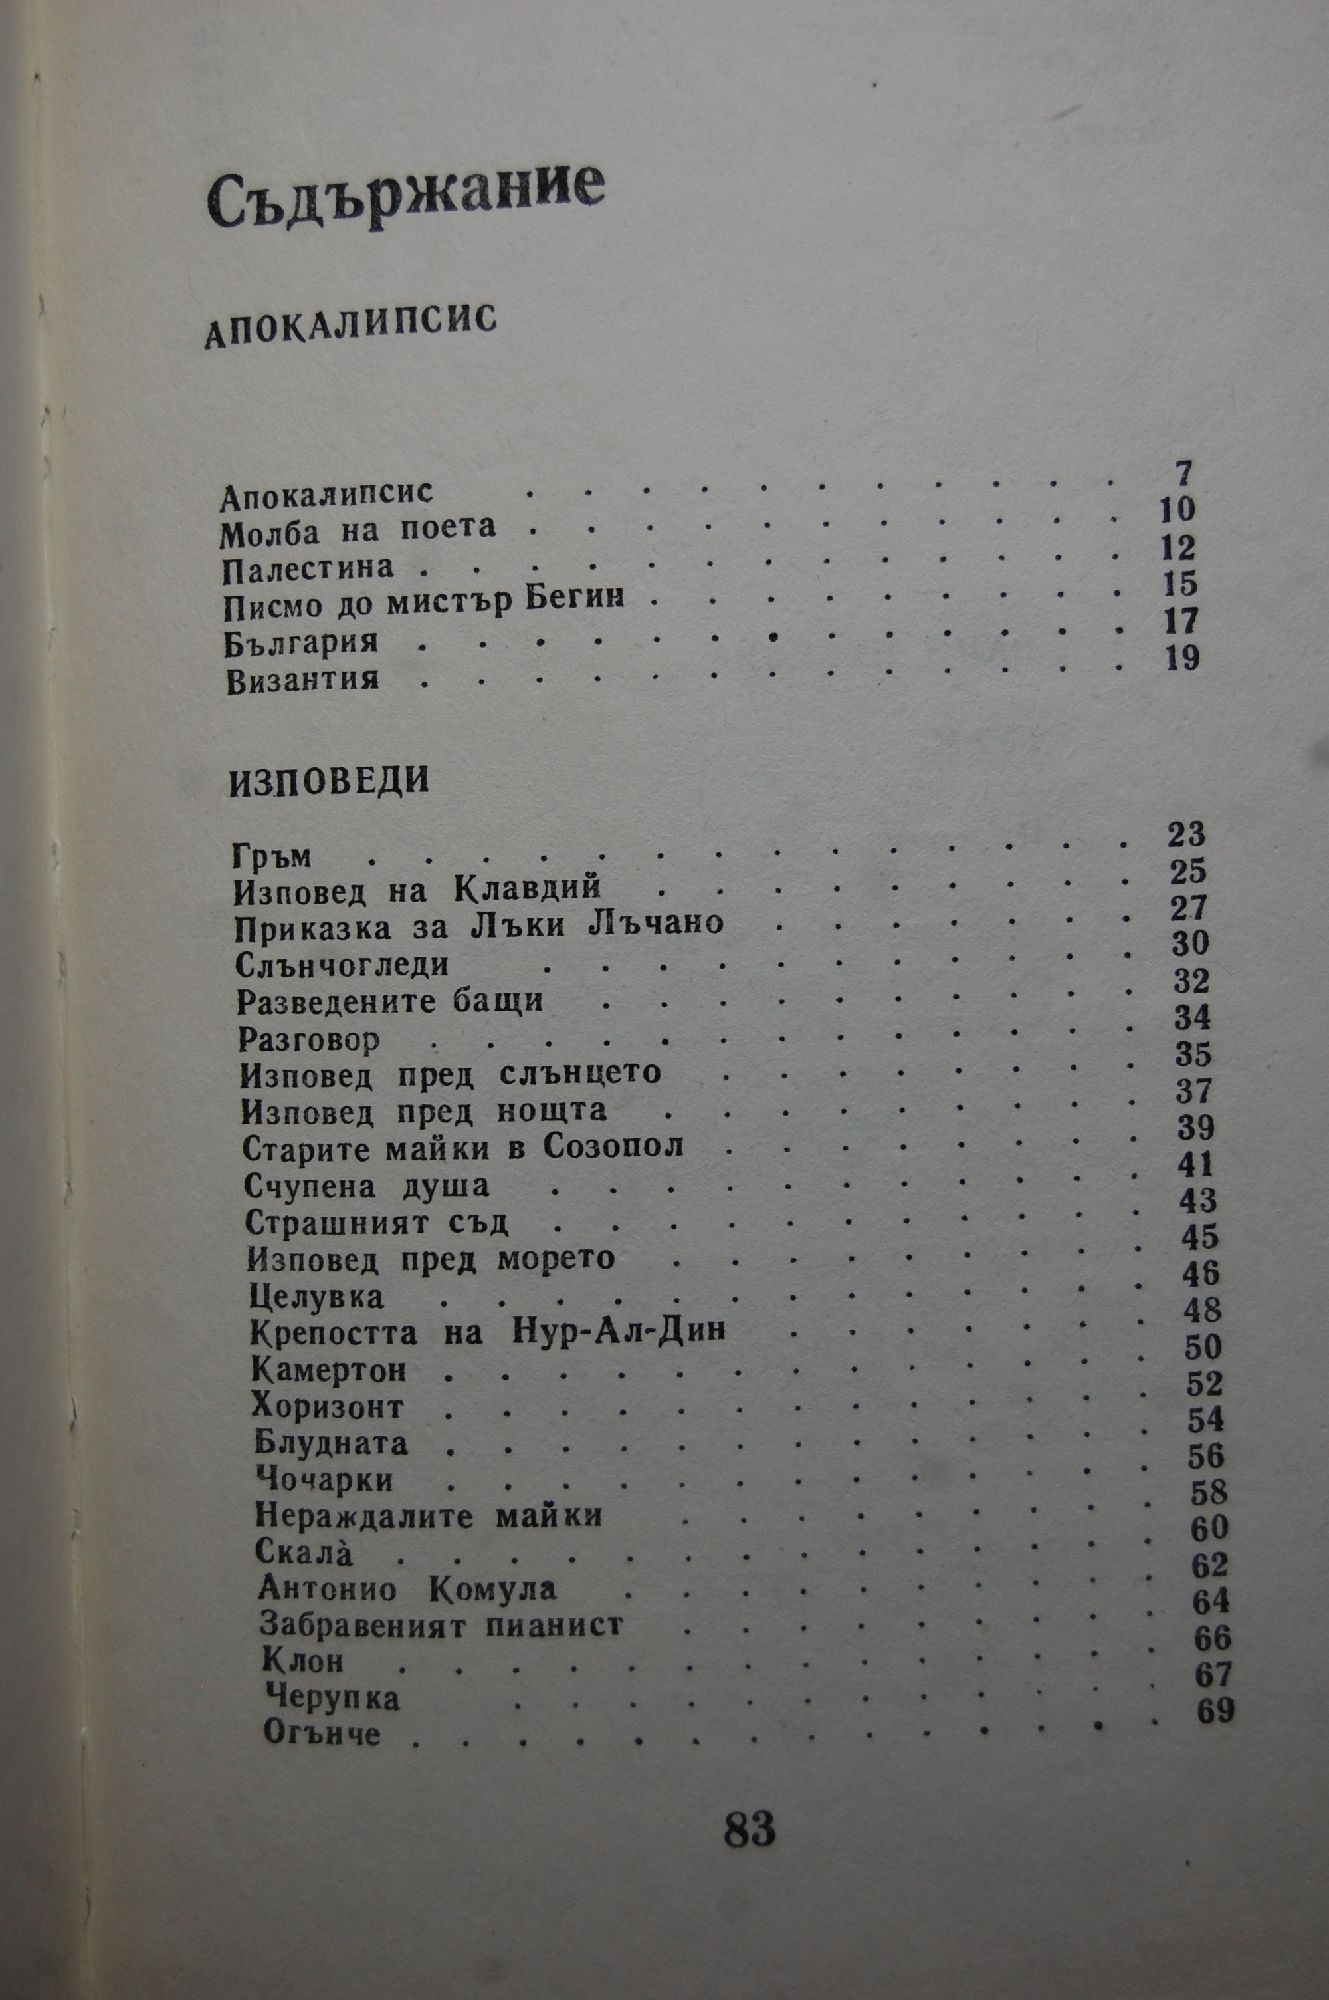 Съдържание
АПОКАЛИПСИС
Апокалипсис . . . . . . . . . . . 7
Молба на поета . . . . . . . . . . . 10
Палестина . . . . . . . . . . . . . 12
Писмо до мистър Бегин . . . . . . . . . 15
България . . . . . . . . . . . . . 17
Византия . . . . . . . . . . . . . 19
ИЗПОВЕДИ
Гръм . . . . . . . . . . . . . . 23
Изповед на Клавдий . . . . . . . . . 25
Приказка за Лъки Лъчано . . . . . . . 27
Слънчогледи . . . . . . . . . . . 30
Разведените бащи . . . . . . . . . . 32
Разговор . . . . . . . . . . . . . 34
Изповед пред слънцето . . . . . . . . 35
Изповед пред нощта . . . . . . . . . 37
Старите майки в Созопол . . . . . . . . 39
Счупена душа . . . . . . . . . . . 41
Страшният съд . . . . . . . . . . . 43
Изповед пред морето . . . . . . . . . 45
Целувка . . . . . . . . . . . . . 46
Крепостта на Нур-Ал-Дин . . . . . . . 48
Камертон . . . . . . . . . . . . . 50
Хоризонт . . . . . . . . . . . . . 52
Блудната . . . . . . . . . . . . . 54
Чочарки . . . . . . . . . . . . . 56
Нераждалите майки . . . . . . . . . 58
Скалà . . . . . . . . . . . . . . 60
Антонио Комула . . . . . . . . . . 62
Забравеният пианист . . . . . . . . . 64
Клон . . . . . . . . . . . . . . 66
Черупка . . . . . . . . . . . . 67
Огънче . . . . . . . . . . . . . . 69
83